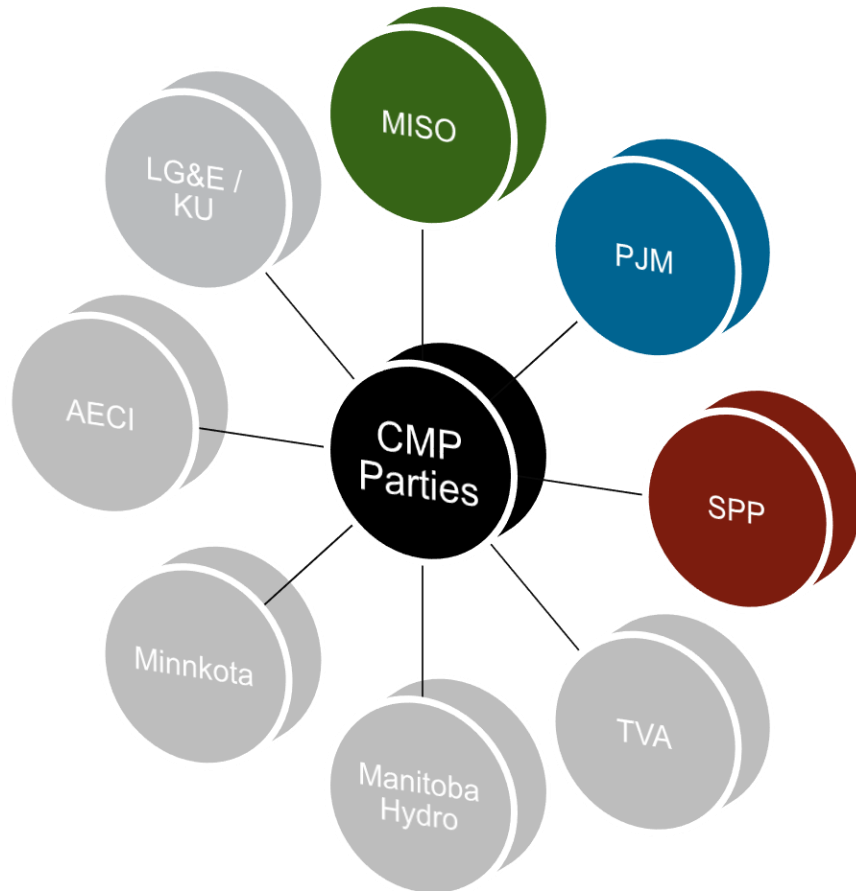 MISO
LG&E /
KU
PJM
AECI
CMP
Parties
SPP
Minnkota
TVA
Manitoba
Hydro